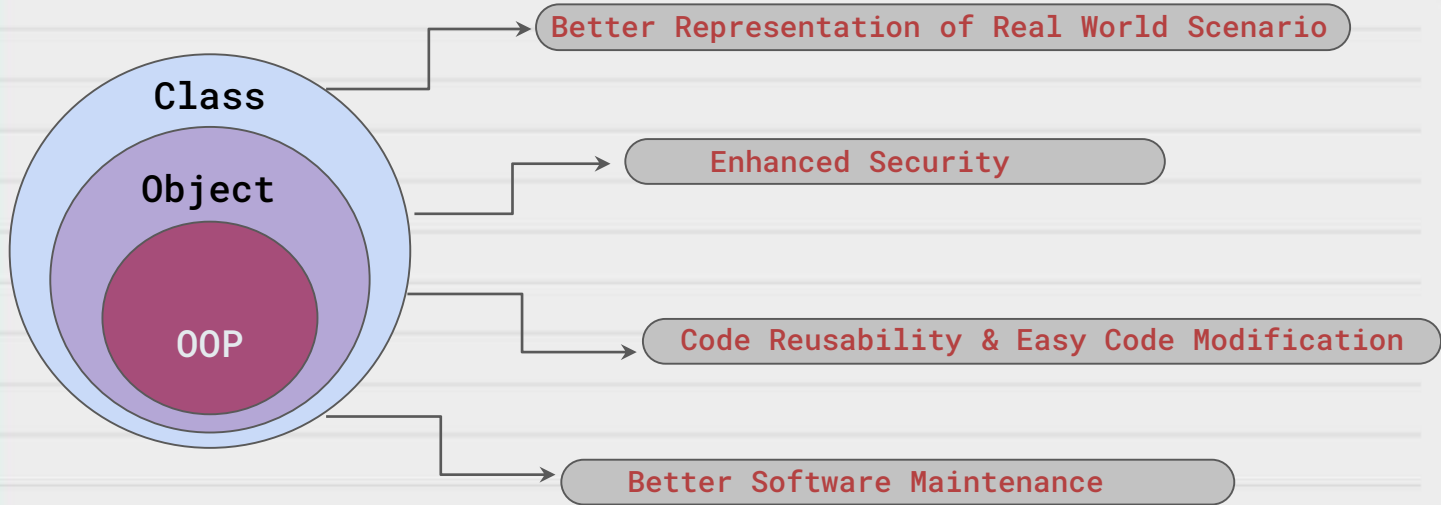 Better Representation of Real World Scenario
Class
Enhanced Security
Object
OOP
Code Reusability & Easy Code Modification
Better Software Maintenance